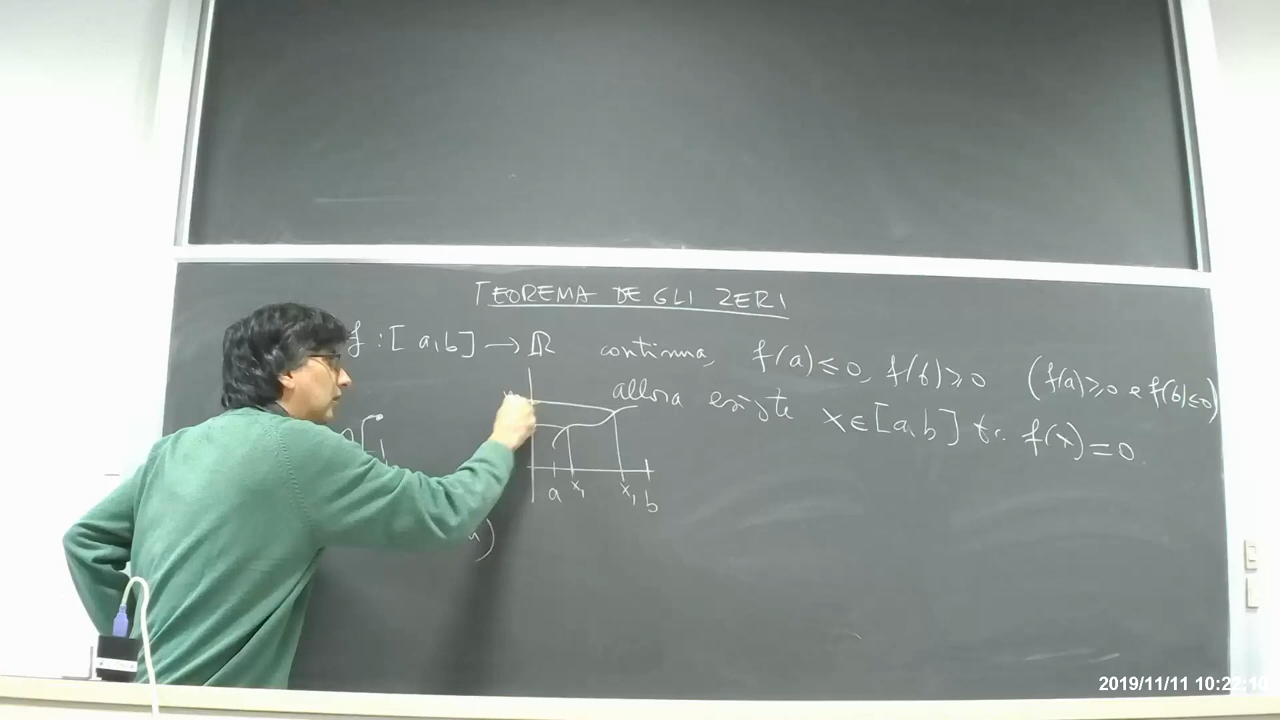 TEOREMA DEGLI ZERI
f : [a,b] → ℝ continua, f(a) ≤ 0, f(b) ≥ 0 (f(a) ≥ 0 e f(b) ≤ 0)
allora esiste x ∈ [a,b] t.c. f(x) = 0.
a x₁ x₁ b
2019/11/11 10:22:10